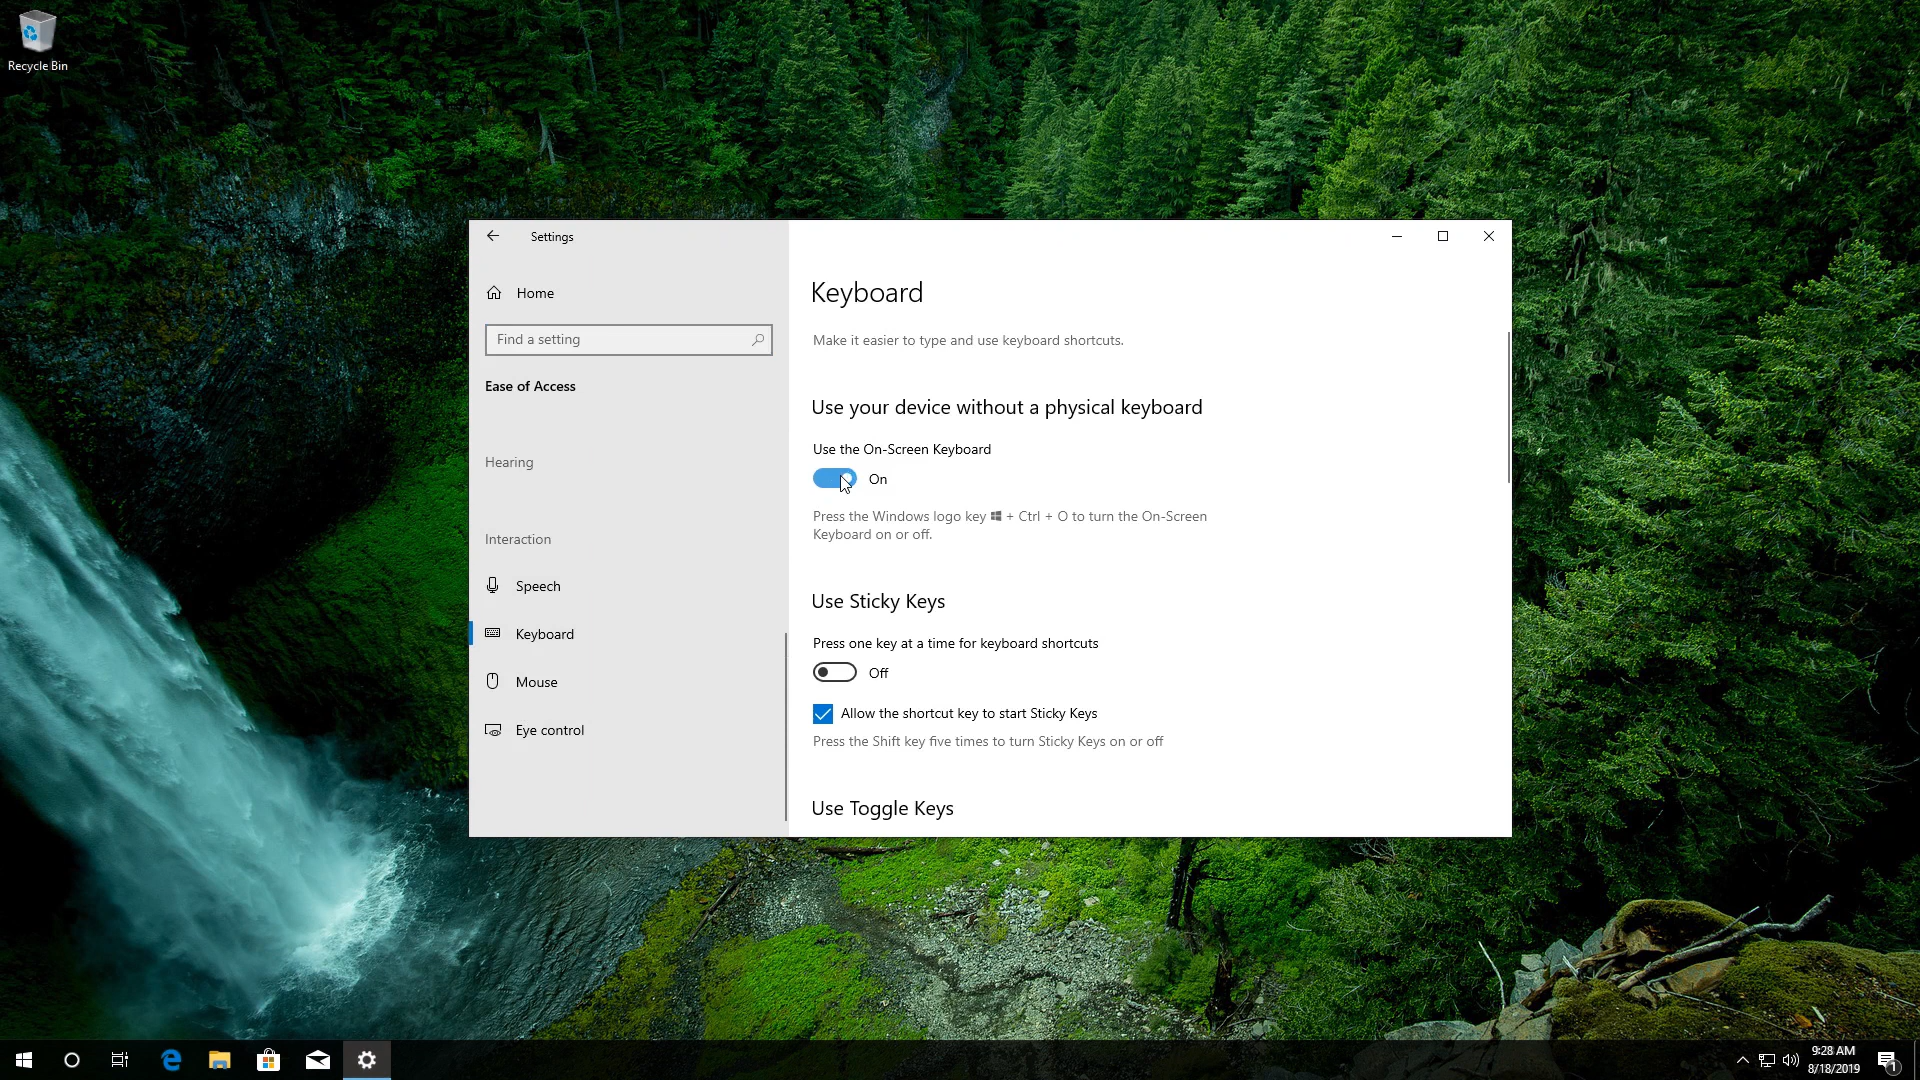 Recycle Bin
Settings
Home
Find a setting
Ease of Access
Hearing
Interaction
Speech
Keyboard
Mouse
Eye control
Keyboard
Make it easier to type and use keyboard shortcuts.
Use your device without a physical keyboard
Use the On-Screen Keyboard
On
Press the Windows logo key + Ctrl + O to turn the On-Screen
Keyboard on or off.
Use Sticky Keys
Press one key at a time for keyboard shortcuts
Off
Allow the shortcut key to start Sticky Keys
Press the Shift key five times to turn Sticky Keys on or off
Use Toggle Keys
9:28 AM
8/18/2019
1